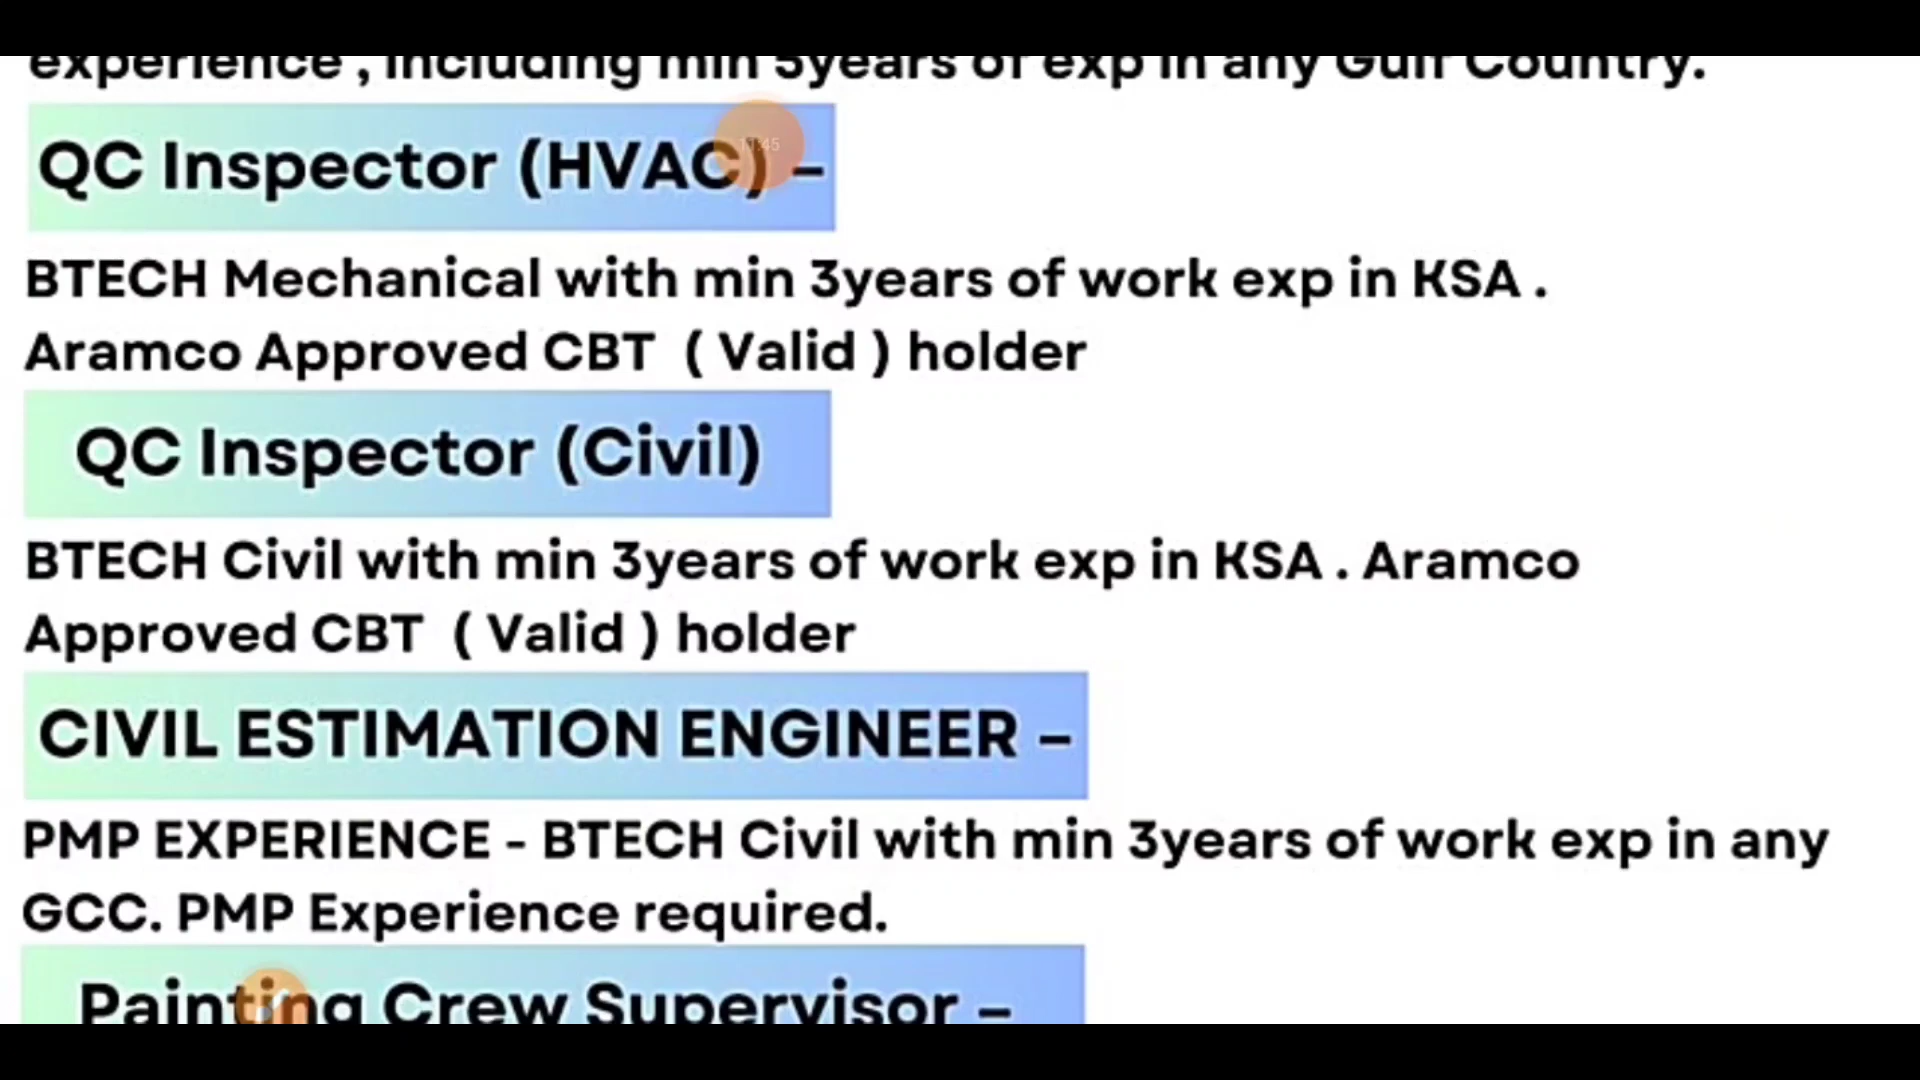 experience , including min 5years of exp in any Gulf Country.
QC Inspector (HVAC) –
11:45
BTECH Mechanical with min 3years of work exp in KSA .
Aramco Approved CBT ( Valid ) holder
QC Inspector (Civil)
BTECH Civil with min 3years of work exp in KSA . Aramco
Approved CBT ( Valid ) holder
CIVIL ESTIMATION ENGINEER –
PMP EXPERIENCE - BTECH Civil with min 3years of work exp in any
GCC. PMP Experience required.
Painting Crew Supervisor –